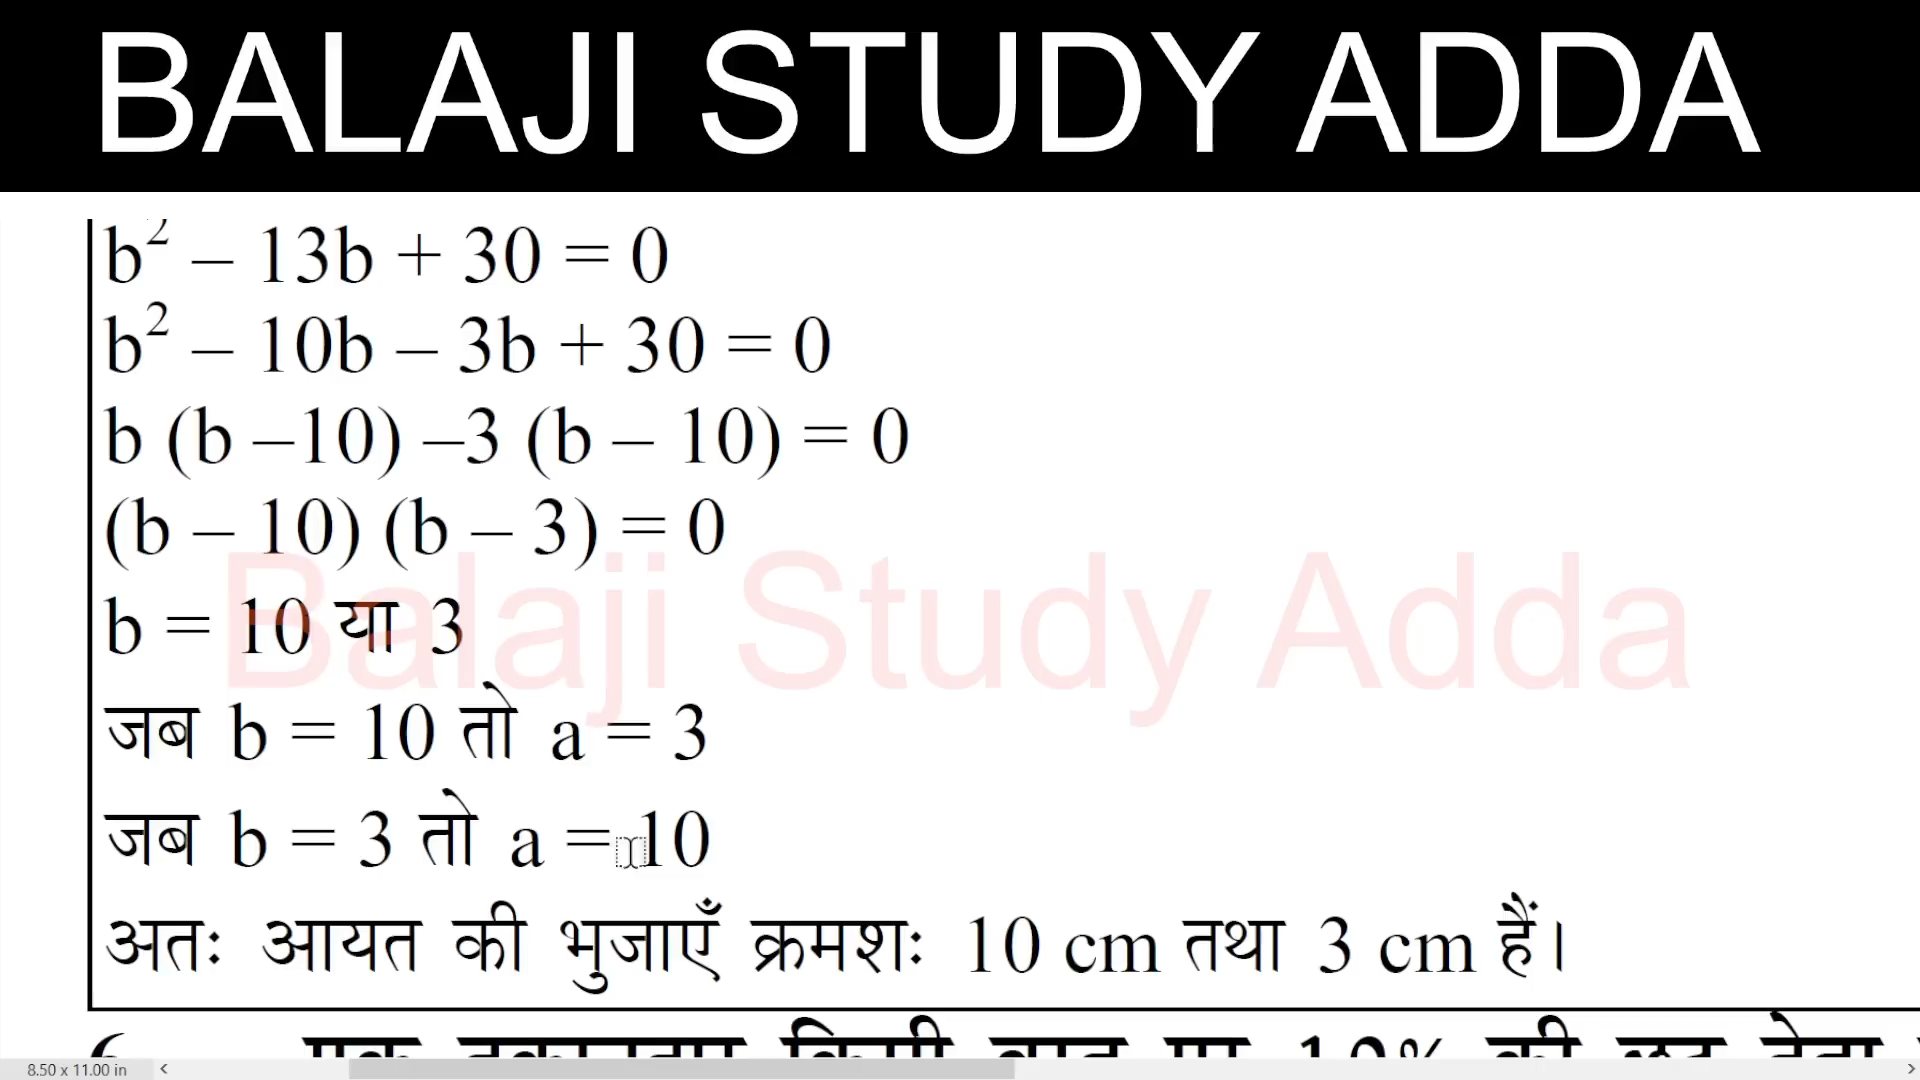 BALAJI STUDY ADDA
b² – 13b + 30 = 0
b² – 10b – 3b + 30 = 0
b (b –10) –3 (b – 10) = 0
(b – 10) (b – 3) = 0
b = 10 या 3
Balaji Study Adda
जब b = 10 तो a = 3
जब b = 3 तो a = 10
अतः आयत की भुजाएँ क्रमशः 10 cm तथा 3 cm हैं।
8.50 x 11.00 in